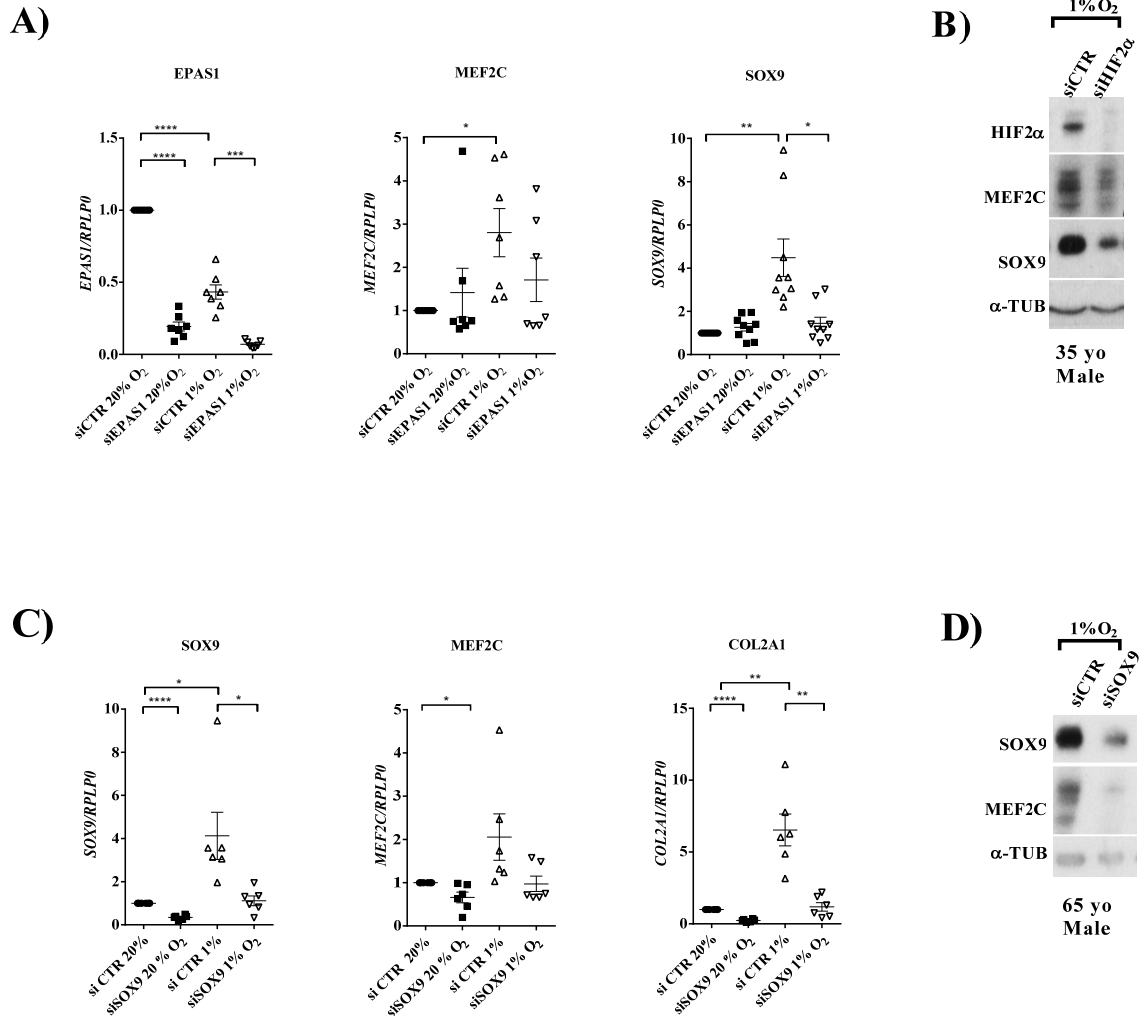 A)
EPAS1
EPAS1/RPLP0
1.5
1.0
0.5
0.0
****
****
***
siCTR 20% O2
siEPAS1 20%O2
siCTR 1% O2
siEPAS1 1%O2
MEF2C
MEF2C/RPLP0
5
4
3
2
1
0
*
siCTR 20% O2
siEPAS1 20%O2
siCTR 1% O2
siEPAS1 1%O2
SOX9
SOX9/RPLP0
10
8
6
4
2
0
**
*
siCTR 20% O2
siEPAS1 20%O2
siCTR 1% O2
siEPAS1 1%O2
B)
1%O2
siCTR
siHIF2α
HIF2α
MEF2C
SOX9
α-TUB
35 yo
Male
C)
SOX9
SOX9/RPLP0
10
8
6
4
2
0
*
****
*
si CTR 20%
siSOX9 20 % O2
si CTR 1%
siSOX9 1% O2
MEF2C
MEF2C/RPLP0
5
4
3
2
1
0
*
si CTR 20%
siSOX9 20 % O2
si CTR 1%
siSOX9 1% O2
COL2A1
COL2A1/RPLP0
15
10
5
0
**
****
**
si CTR 20%
siSOX9 20 % O2
si CTR 1%
siSOX9 1% O2
D)
1%O2
siCTR
siSOX9
SOX9
MEF2C
α-TUB
65 yo
Male